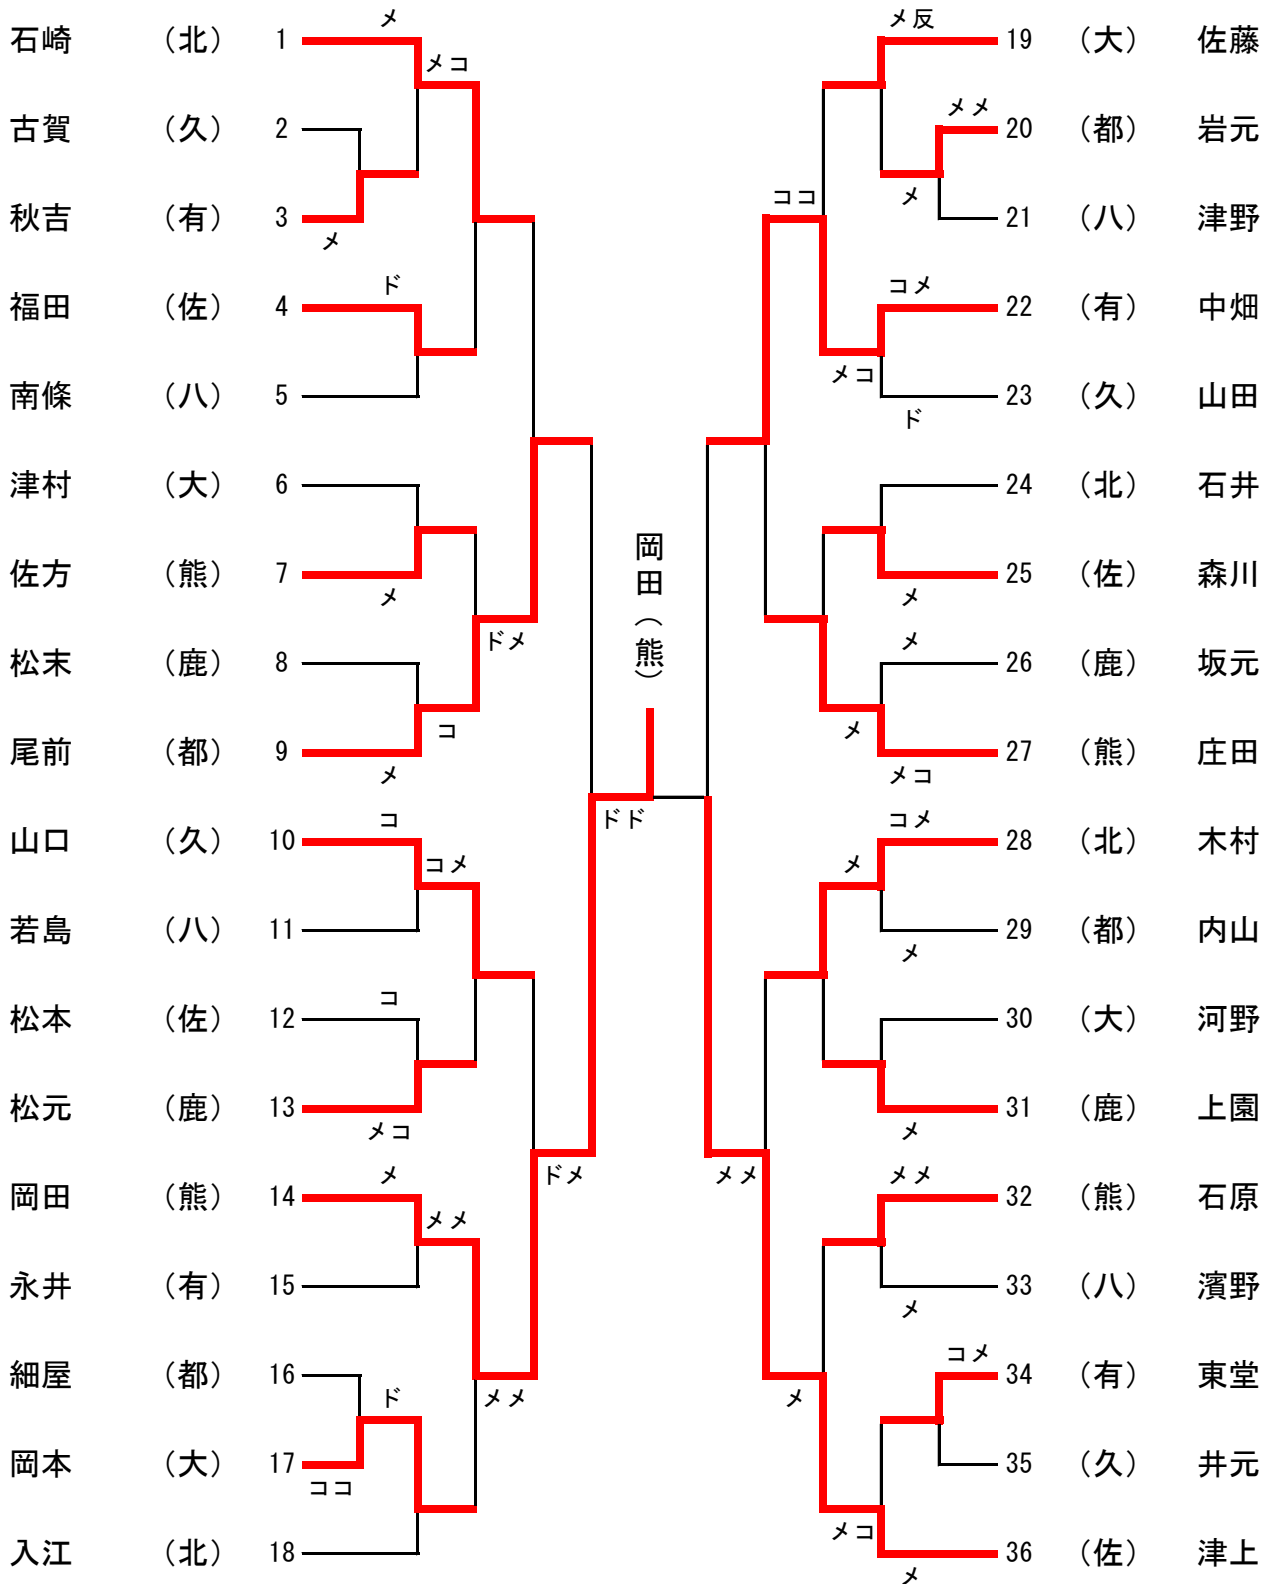 メ
メ反
石崎 （北） 1
19 （大） 佐藤
メコ
メメ
古賀 （久） 2
20 （都） 岩元
ココ
メ
秋吉 （有） 3
21 （八） 津野
メ
ド
コメ
福田 （佐） 4
22 （有） 中畑
メコ
南條 （八） 5
23 （久） 山田
ド
津村 （大） 6
24 （北） 石井
岡田（熊）
佐方 （熊） 7
25 （佐） 森川
メ
メ
ドメ
メ
松末 （鹿） 8
26 （鹿） 坂元
コ
メ
尾前 （都） 9
27 （熊） 庄田
メ
メコ
コ
ドド
コメ
山口 （久） 10
28 （北） 木村
コメ
メ
若島 （八） 11
29 （都） 内山
メ
コ
松本 （佐） 12
30 （大） 河野
松元 （鹿） 13
31 （鹿） 上園
メコ
メ
メ
ドメ
メメ
メメ
岡田 （熊） 14
32 （熊） 石原
メメ
永井 （有） 15
33 （八） 濱野
メ
コメ
細屋 （都） 16
34 （有） 東堂
ド
メメ
メ
岡本 （大） 17
35 （久） 井元
ココ
メコ
入江 （北） 18
36 （佐） 津上
メ